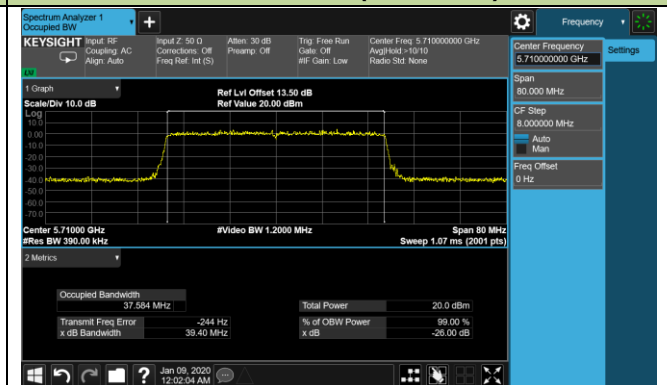 Spectrum Analyzer 1
Occupied BW
+
Frequency
KEYSIGHT
Input: RF
Coupling: AC
Align: Auto
Input Z: 50 Ω
Corrections: Off
Freq Ref: Int (S)
Atten: 30 dB
Preamp: Off
Trig: Free Run
Gate: Off
#IF Gain: Low
Center Freq: 5.710000000 GHz
Avg|Hold:>10/10
Radio Std: None
Center Frequency
5.710000000 GHz
Settings
Span
80.000 MHz
CF Step
8.000000 MHz
Auto
Man
Freq Offset
0 Hz
1 Graph
Scale/Div 10.0 dB
Ref Lvl Offset 13.50 dB
Ref Value 20.00 dBm
Log
10.0
0.00
-10.0
-20.0
-30.0
-40.0
-50.0
-60.0
-70.0
Center 5.71000 GHz
#Video BW 1.2000 MHz
Span 80 MHz
#Res BW 390.00 kHz
Sweep 1.07 ms (2001 pts)
2 Metrics
Occupied Bandwidth
37.584 MHz
Total Power
20.0 dBm
Transmit Freq Error
-244 Hz
% of OBW Power
99.00 %
x dB Bandwidth
39.40 MHz
x dB
-26.00 dB
?
Jan 09, 2020
12:02:04 AM